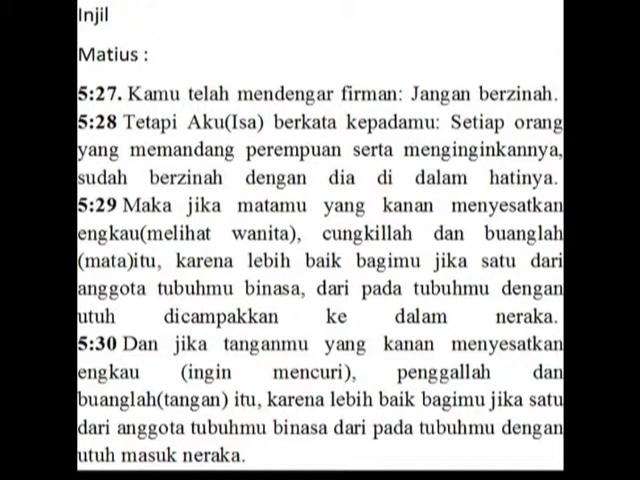 Injil
Matius :
5:27. Kamu telah mendengar firman: Jangan berzinah.
5:28 Tetapi Aku(Isa) berkata kepadamu: Setiap orang
yang memandang perempuan serta menginginkannya,
sudah berzinah dengan dia di dalam hatinya.
5:29 Maka jika matamu yang kanan menyesatkan
engkau(melihat wanita), cungkillah dan buanglah
(mata)itu, karena lebih baik bagimu jika satu dari
anggota tubuhmu binasa, dari pada tubuhmu dengan
utuh dicampakkan ke dalam neraka.
5:30 Dan jika tanganmu yang kanan menyesatkan
engkau (ingin mencuri), penggallah dan
buanglah(tangan) itu, karena lebih baik bagimu jika satu
dari anggota tubuhmu binasa dari pada tubuhmu dengan
utuh masuk neraka.